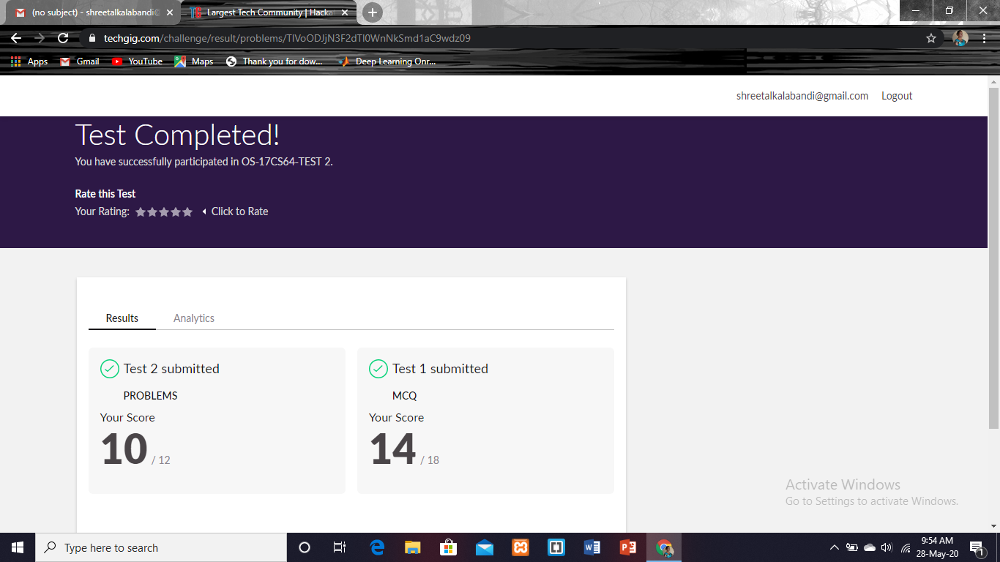 (no subject) - shreetalkalabandi@
Largest Tech Community | Hacka
techgig.com/challenge/result/problems/TlVoODJjN3F2dTl0WnNkSmd1aC9wdz09
Apps
Gmail
YouTube
Maps
Thank you for dow...
Deep Learning Onr...
shreetalkalabandi@gmail.com Logout
Test Completed!
You have successfully participated in OS-17CS64-TEST 2.
Rate this Test
Your Rating: Click to Rate
Results Analytics
Test 2 submitted
PROBLEMS
Your Score
10 / 12
Test 1 submitted
MCQ
Your Score
14 / 18
Activate Windows
Go to Settings to activate Windows.
Type here to search
9:54 AM
28-May-20
1